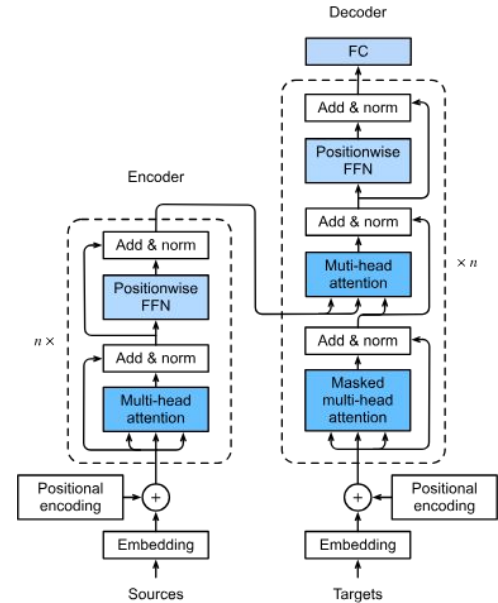 Decoder
FC
Add & norm
Positionwise
FFN
Add & norm
Muti-head
attention
× n
Add & norm
Masked
multi-head
attention
Positional
encoding
+
Embedding
Targets
Encoder
Add & norm
Positionwise
FFN
n ×
Add & norm
Multi-head
attention
Positional
encoding
+
Embedding
Sources